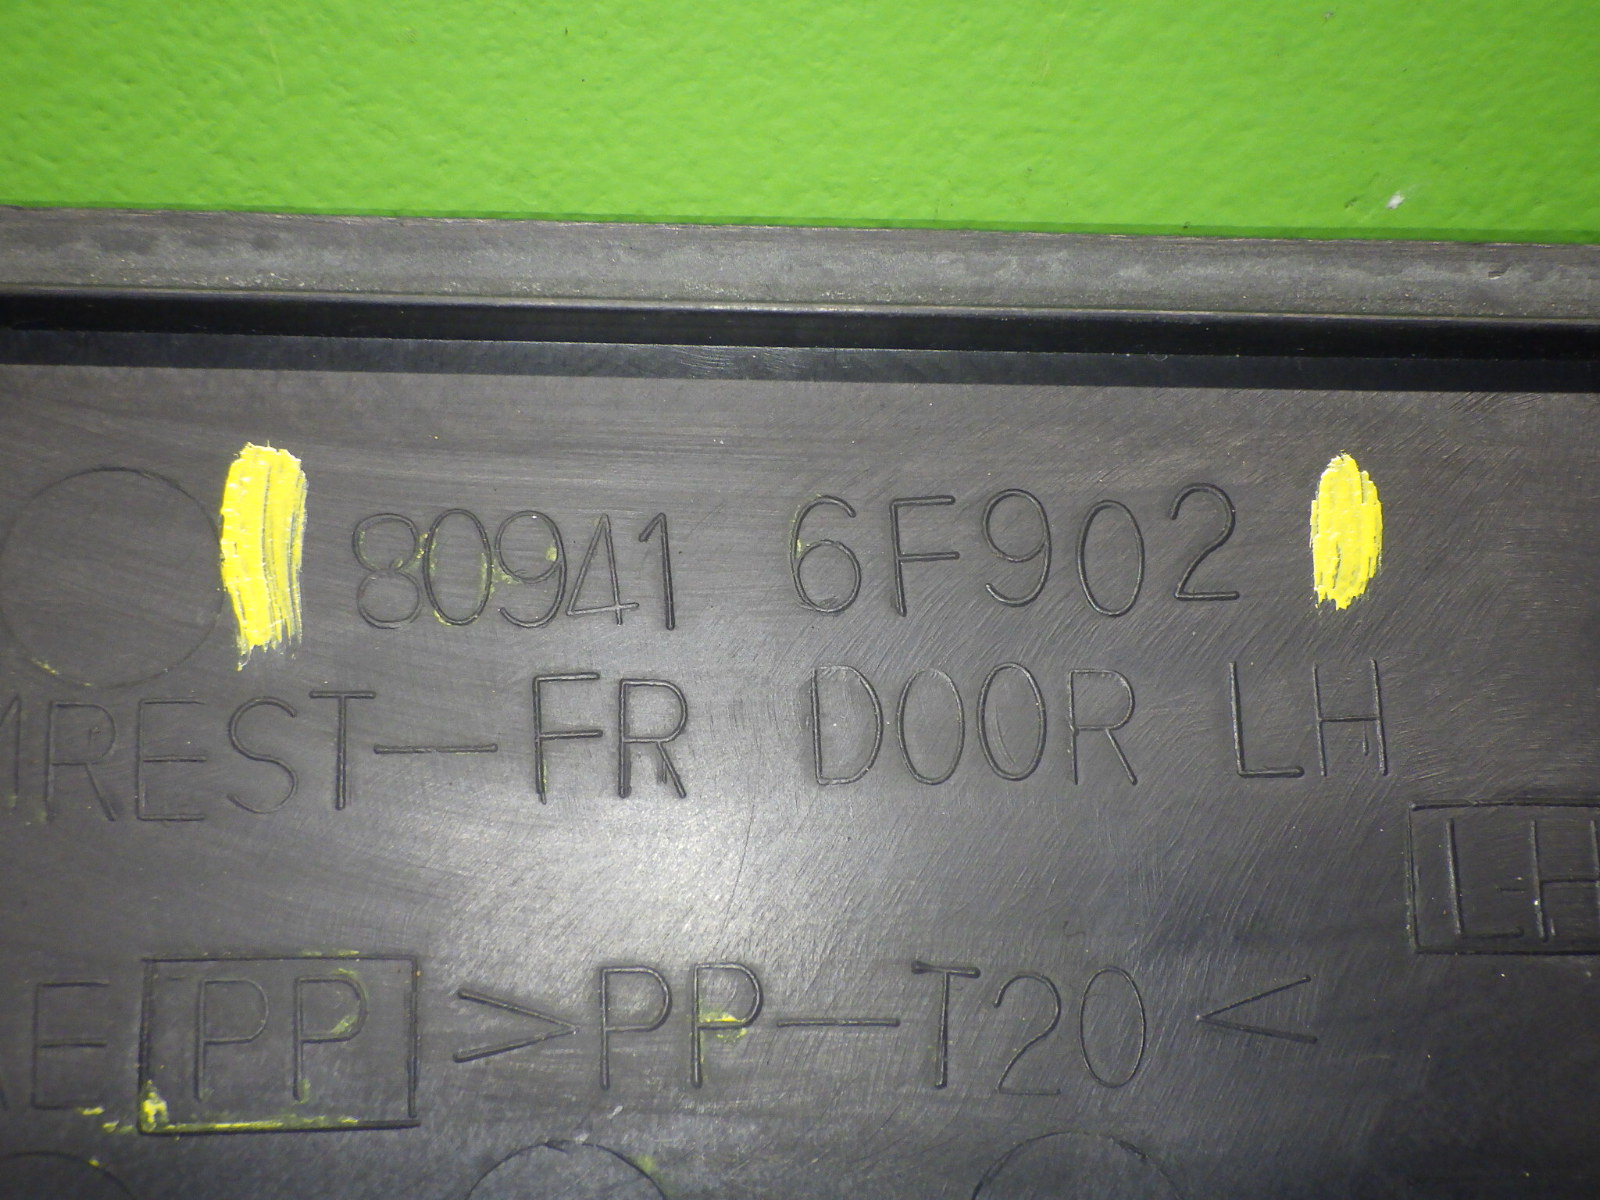 80941 6F902
MREST—FR DOOR LH
LH
PP >PP—T20<